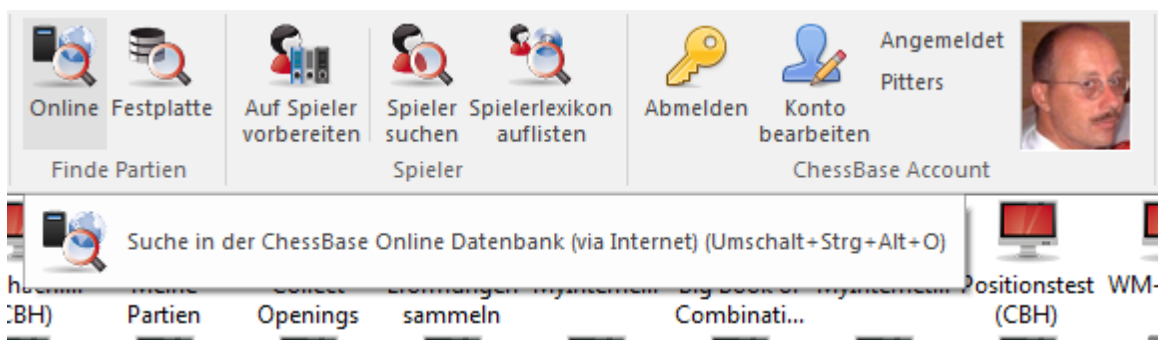 Angemeldet
Pitters
Online Festplatte Auf Spieler vorbereiten Spieler suchen Spielerlexikon auflisten Abmelden Konto bearbeiten
Finde Partien Spieler ChessBase Account
Suche in der ChessBase Online Datenbank (via Internet) (Umschalt+Strg+Alt+O)
Positionstest WM-
CBH) Partien Openings sammeln Combinati... (CBH)